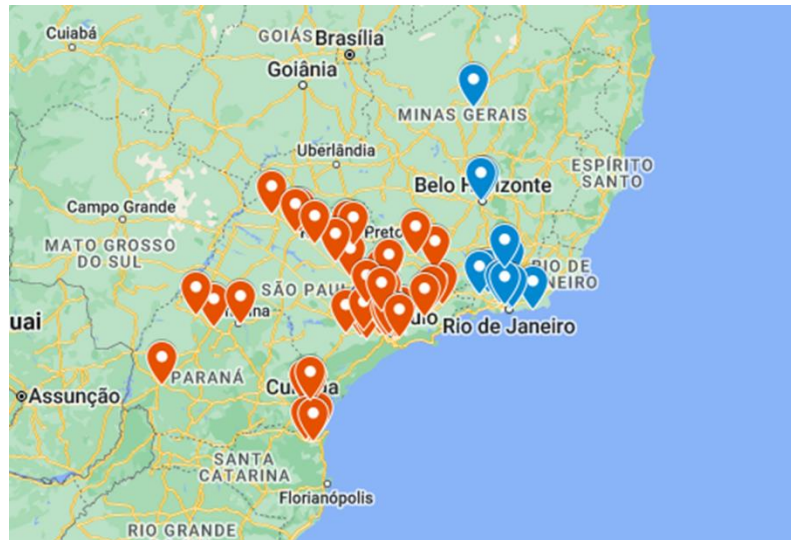 Cuiabá
GOIÁS
Brasília
Goiânia
MINAS GERAIS
Uberlândia
ESPÍRITO
SANTO
Belo Horizonte
Campo Grande
Preto
MATO GROSSO
DO SUL
RIO DE
JANEIRO
SÃO PAU
uai
Rio de Janeiro
PARANÁ
Assunção
SANTA
CATARINA
Florianópolis
RIO GRANDE